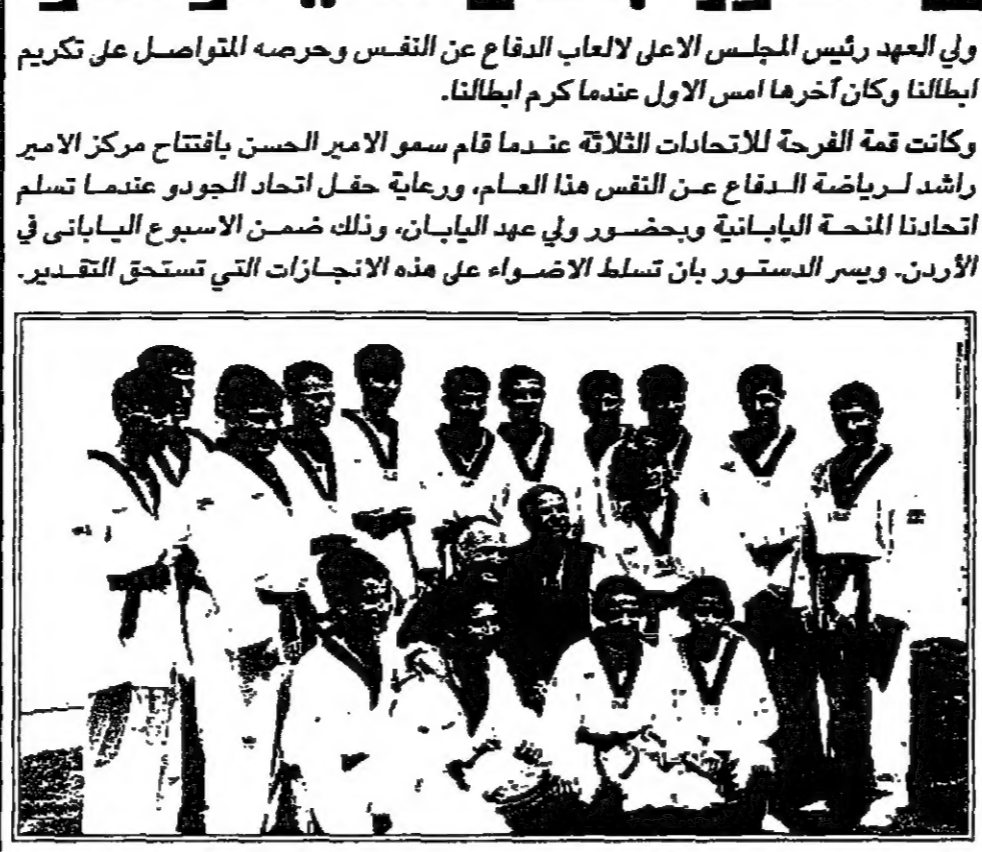 ولي العهد رئيس المجلس الاعلى لالعاب الدفاع عن النفس وحرصه المتواصل على تكريم
ابطالنا وكان آخرها امس الاول عندما كرم ابطالنا.
وكانت قمة الفرحة للاتحادات الثلاثة عندما قام سمو الامير الحسن بافتتاح مركز الامير
راشد لرياضة الدفاع عن النفس هذا العام، ورعاية حفل اتحاد الجودو عندما تسلم
اتحادنا المنحة اليابانية وبحضور ولي عهد اليابان، وذلك ضمن الاسبوع اليابانى في
الأردن. ويسر الدستور بان تسلط الاضواء على هذه الانجازات التي تستحق التقدير.